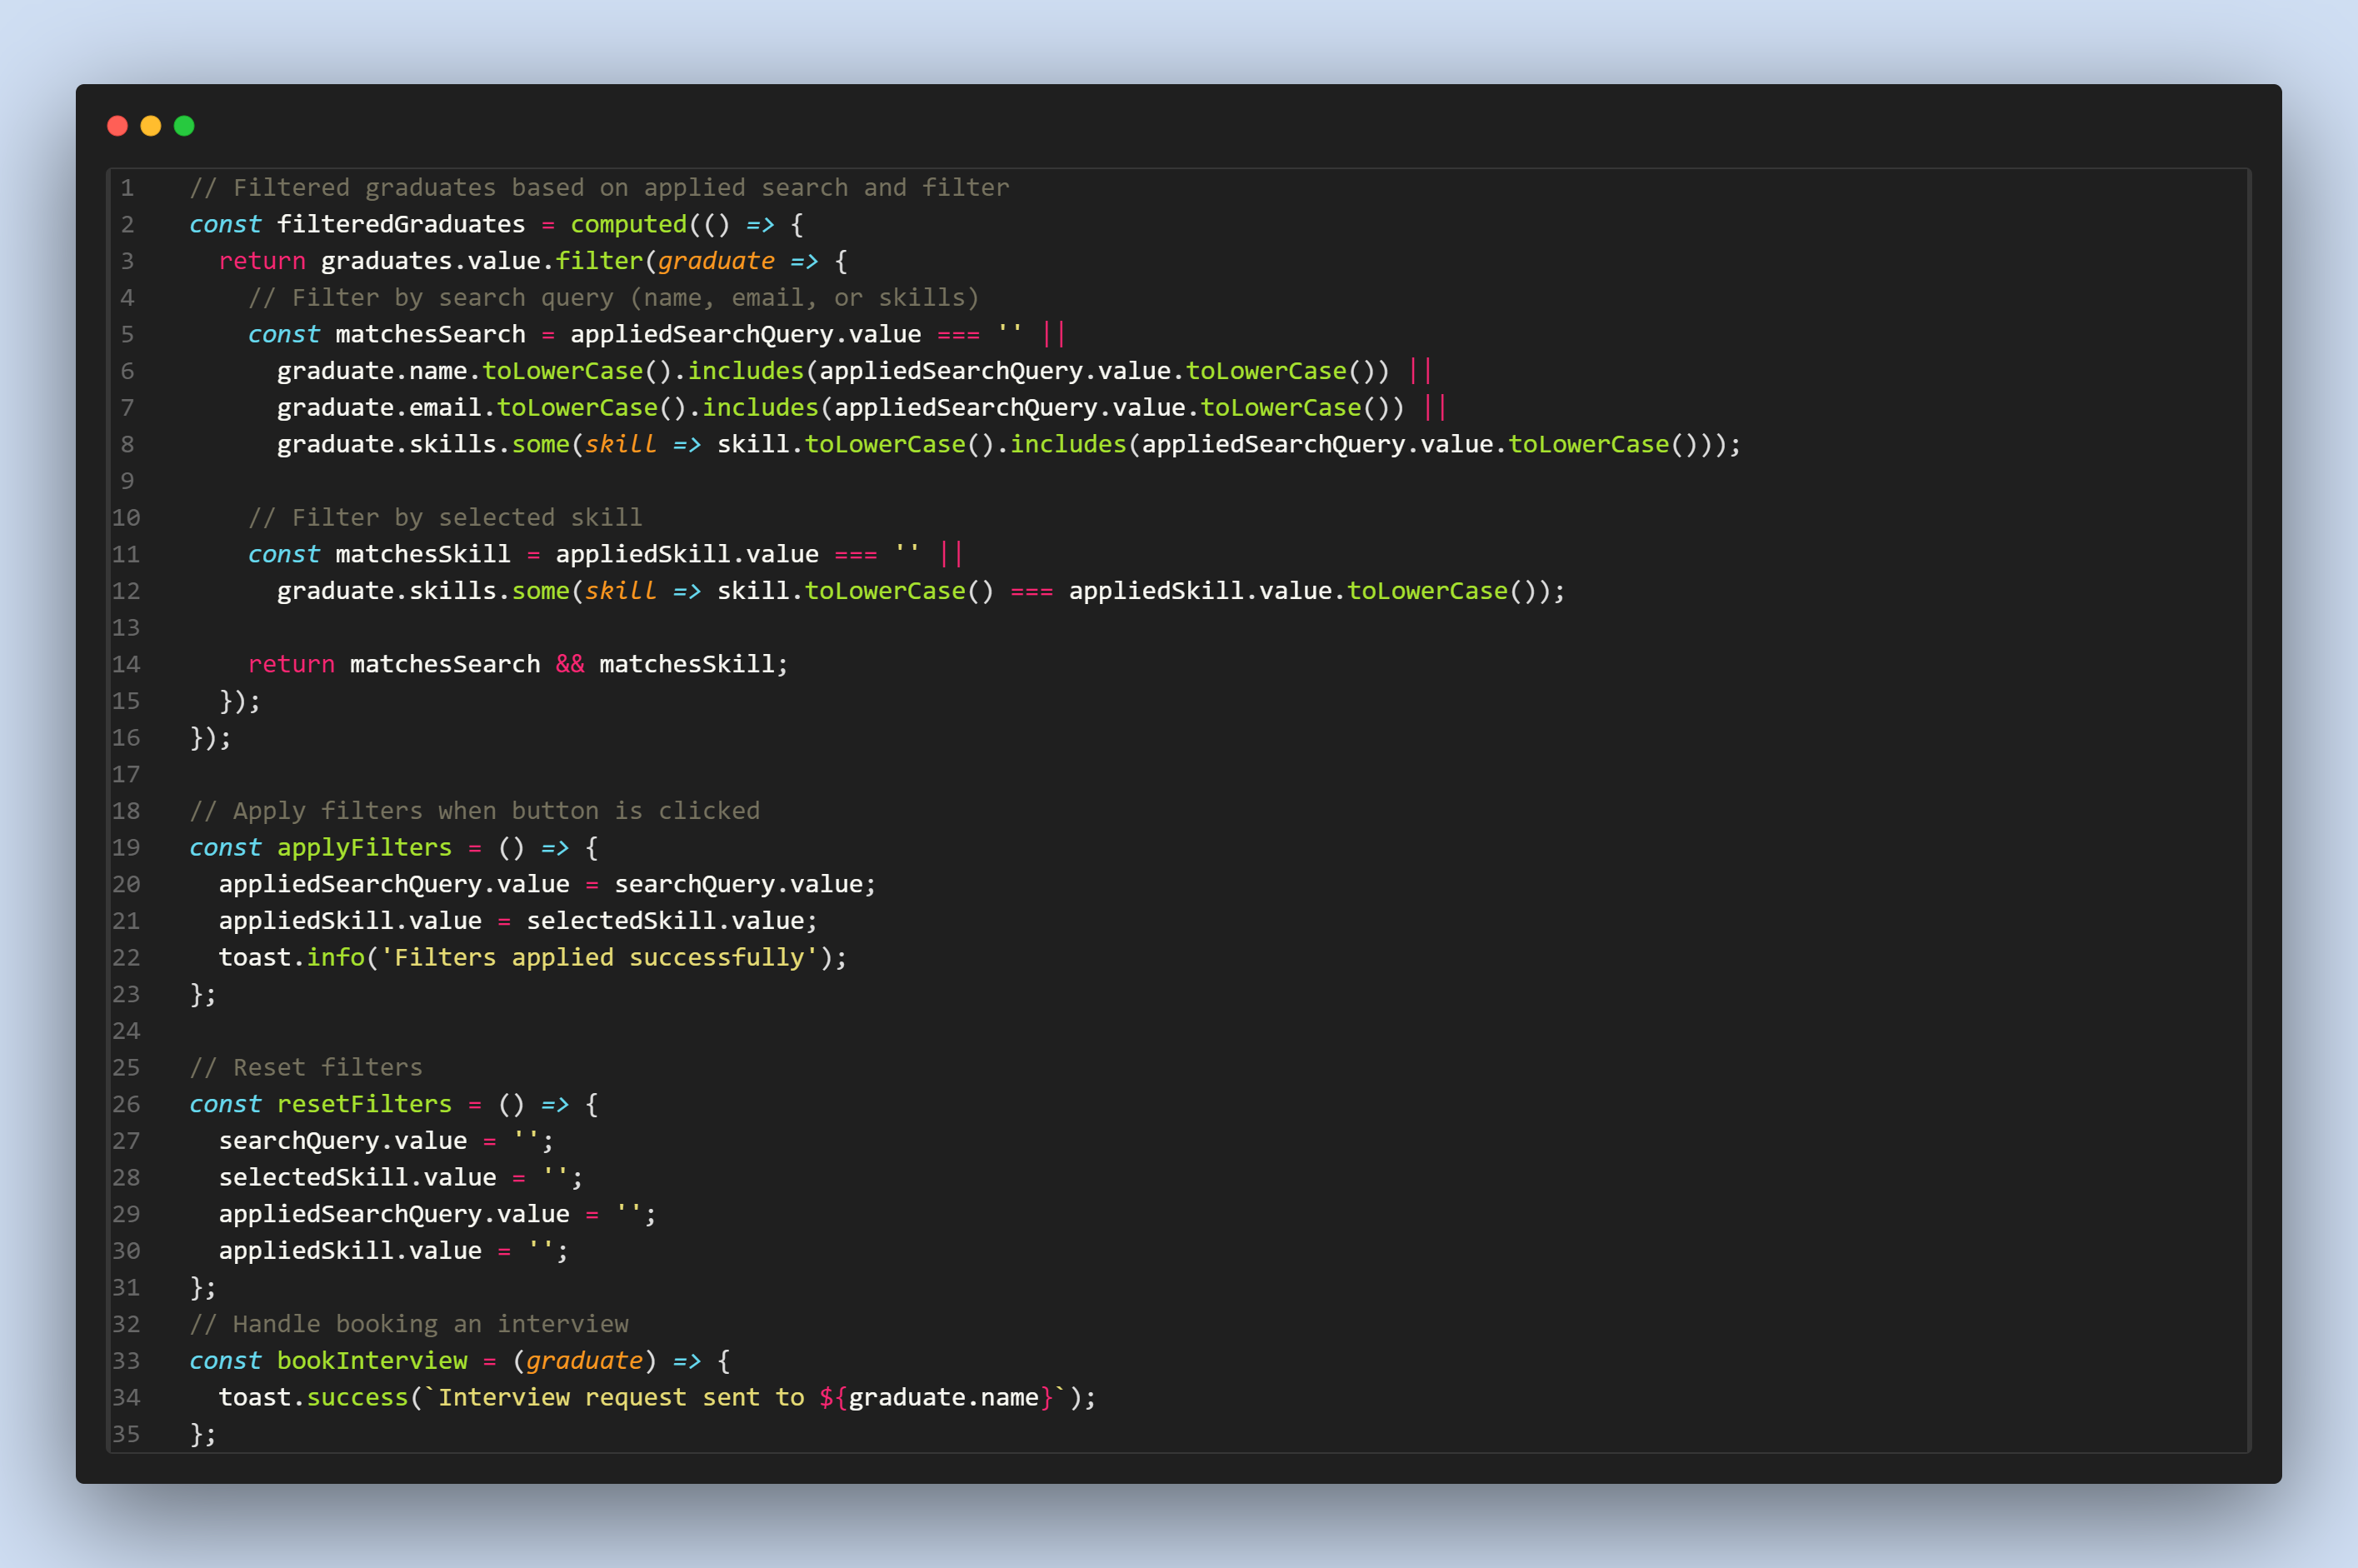 1 // Filtered graduates based on applied search and filter
2 const filteredGraduates = computed(() => {
3   return graduates.value.filter(graduate => {
4     // Filter by search query (name, email, or skills)
5     const matchesSearch = appliedSearchQuery.value === '' ||
6       graduate.name.toLowerCase().includes(appliedSearchQuery.value.toLowerCase()) ||
7       graduate.email.toLowerCase().includes(appliedSearchQuery.value.toLowerCase()) ||
8       graduate.skills.some(skill => skill.toLowerCase().includes(appliedSearchQuery.value.toLowerCase()));
9
10     // Filter by selected skill
11     const matchesSkill = appliedSkill.value === '' ||
12       graduate.skills.some(skill => skill.toLowerCase() === appliedSkill.value.toLowerCase());
13
14     return matchesSearch && matchesSkill;
15   });
16 });
17
18 // Apply filters when button is clicked
19 const applyFilters = () => {
20   appliedSearchQuery.value = searchQuery.value;
21   appliedSkill.value = selectedSkill.value;
22   toast.info('Filters applied successfully');
23 };
24
25 // Reset filters
26 const resetFilters = () => {
27   searchQuery.value = '';
28   selectedSkill.value = '';
29   appliedSearchQuery.value = '';
30   appliedSkill.value = '';
31 };
32 // Handle booking an interview
33 const bookInterview = (graduate) => {
34   toast.success(`Interview request sent to ${graduate.name}`);
35 };